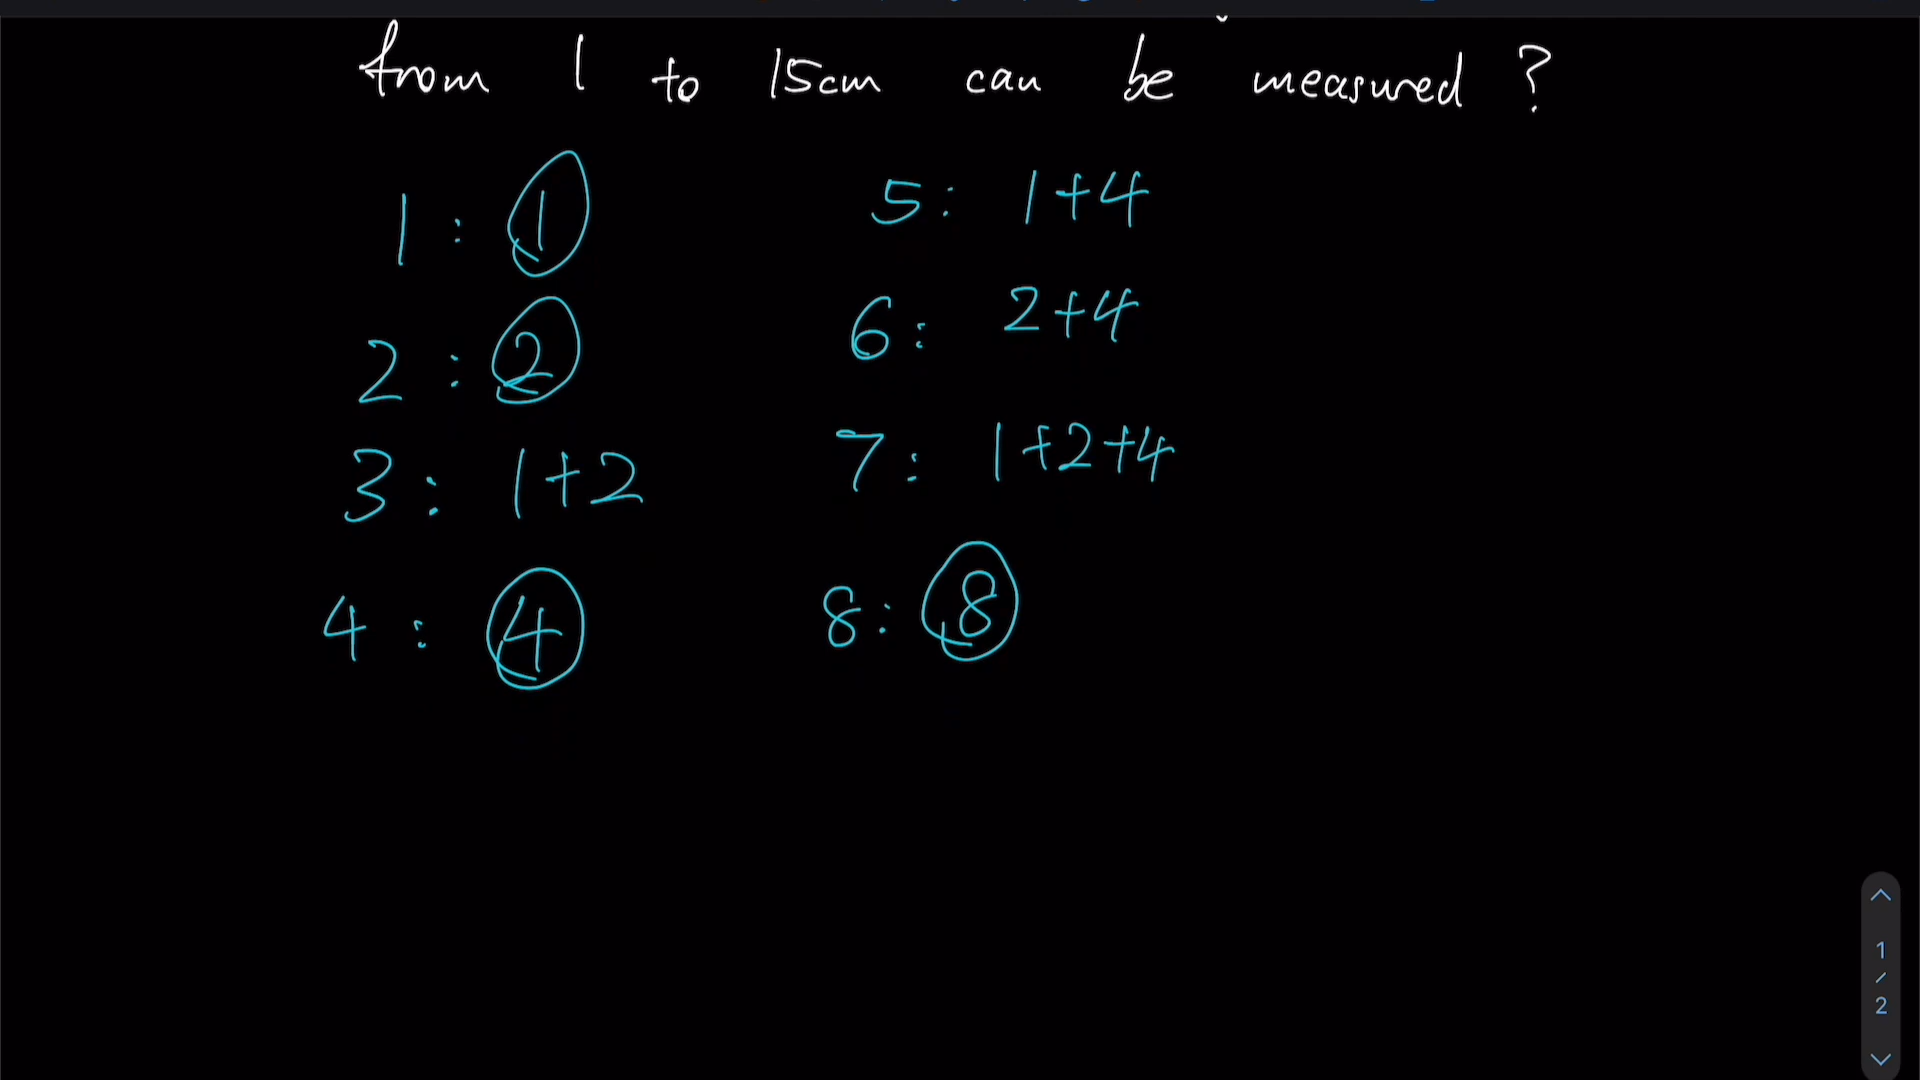 from 1 to 15cm can be measured ?
1 : 1
2 : 2
3 : 1+2
4 : 4
5 : 1+4
6 : 2+4
7 : 1+2+4
8 : 8
1
/
2